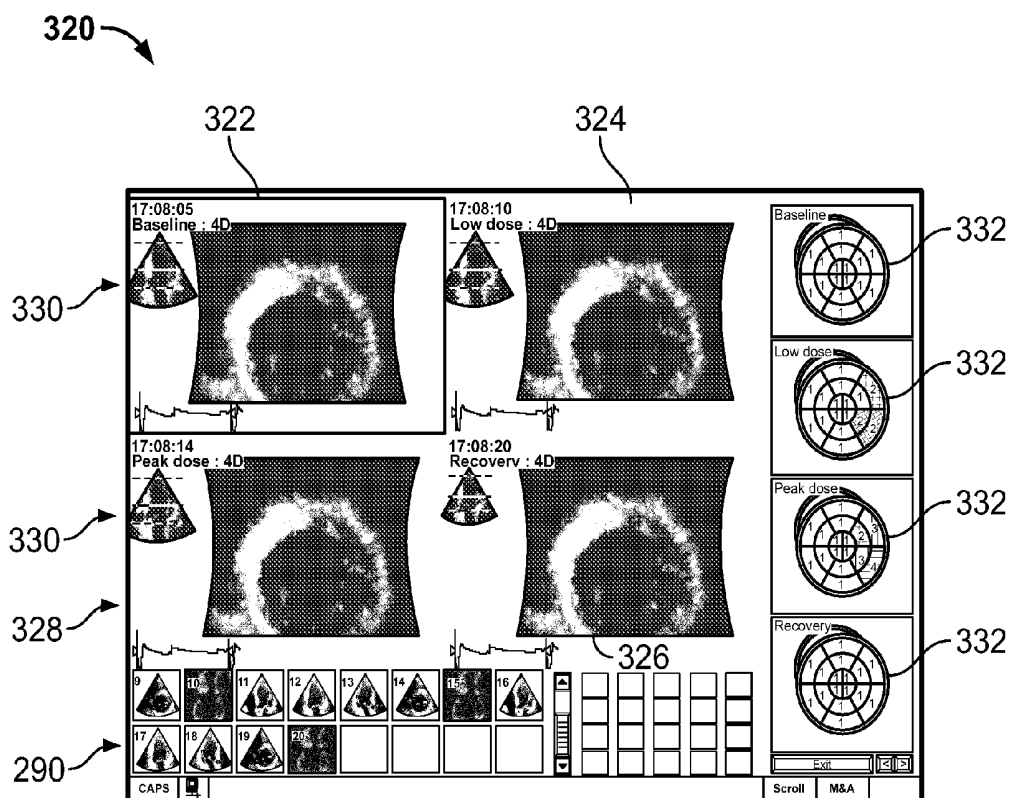 320
322
324
17:08:05
Baseline : 4D
17:08:10
Low dose : 4D
Baseline
332
330
Low dose
332
17:08:14
Peak dose : 4D
17:08:20
Recovery : 4D
Peak dose
332
330
328
Recovery
332
326
9 10 11 12 13 14 15 16
17 18 19 20
290
Exit < >
CAPS
Scroll M&A